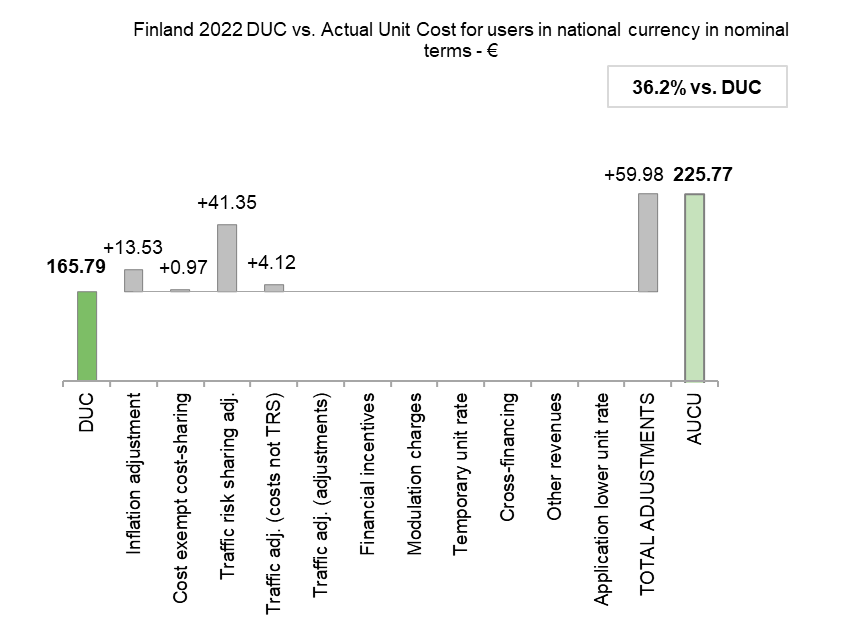 Finland 2022 DUC vs. Actual Unit Cost for users in national currency in nominal
terms - €
36.2% vs. DUC
165.79
+13.53
+0.97
+41.35
+4.12
+59.98
225.77
DUC
Inflation adjustment
Cost exempt cost-sharing
Traffic risk sharing adj.
Traffic adj. (costs not TRS)
Traffic adj. (adjustments)
Financial incentives
Modulation charges
Temporary unit rate
Cross-financing
Other revenues
Application lower unit rate
TOTAL ADJUSTMENTS
AUCU